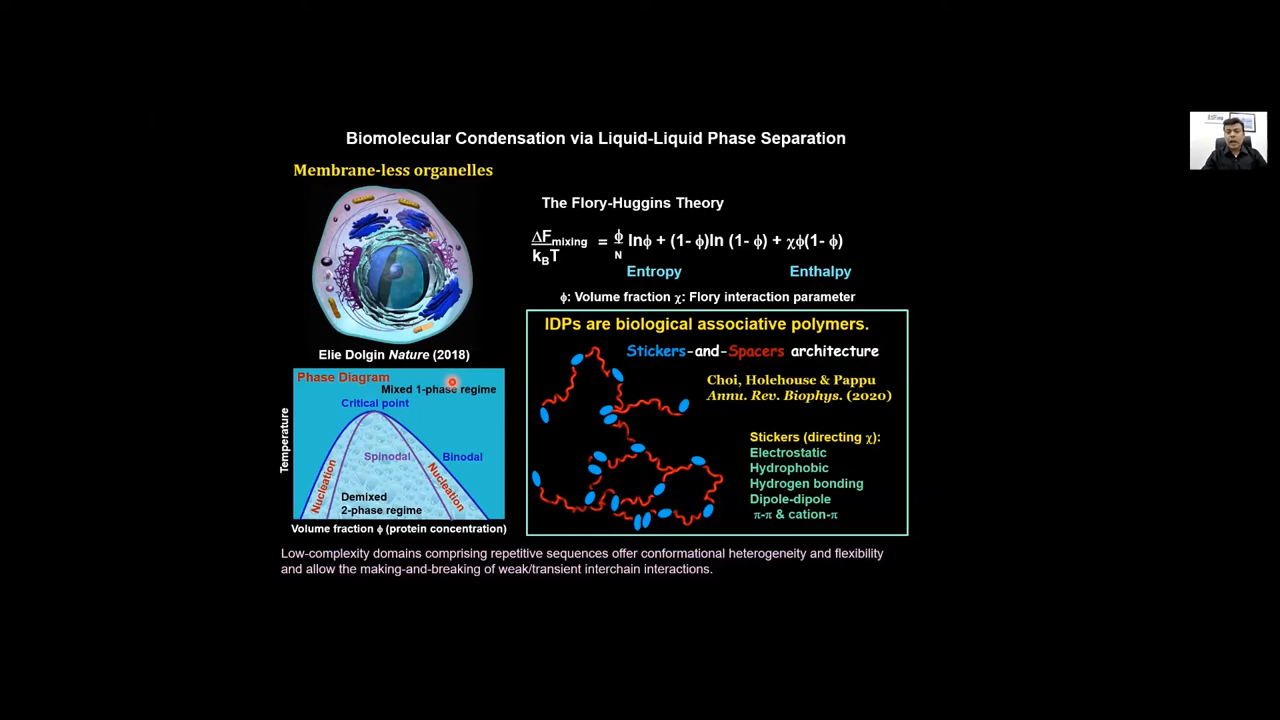 Biomolecular Condensation via Liquid-Liquid Phase Separation
Membrane-less organelles
Elie Dolgin Nature (2018)
The Flory-Huggins Theory
ΔFmixing / kBT = ϕ/N lnϕ + (1- ϕ)ln (1- ϕ) + χϕ(1- ϕ)
Entropy
Enthalpy
ϕ: Volume fraction χ: Flory interaction parameter
Phase Diagram
Mixed 1-phase regime
Critical point
Spinodal
Binodal
Nucleation
Nucleation
Demixed
2-phase regime
Temperature
Volume fraction ϕ (protein concentration)
IDPs are biological associative polymers.
Stickers-and-Spacers architecture
Choi, Holehouse & Pappu
Annu. Rev. Biophys. (2020)
Stickers (directing χ):
Electrostatic
Hydrophobic
Hydrogen bonding
Dipole-dipole
π-π & cation-π
Low-complexity domains comprising repetitive sequences offer conformational heterogeneity and flexibility
and allow the making-and-breaking of weak/transient interchain interactions.